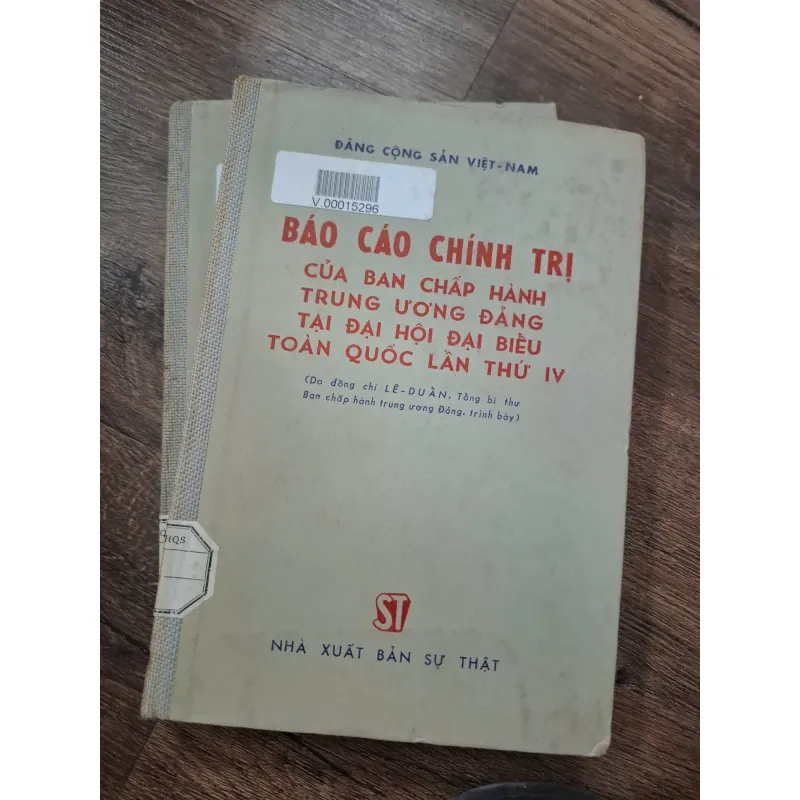 ĐẢNG CỘNG SẢN VIỆT-NAM
V.00015296
BÁO CÁO CHÍNH TRỊ
CỦA BAN CHẤP HÀNH
TRUNG ƯƠNG ĐẢNG
TẠI ĐẠI HỘI ĐẠI BIỂU
TOÀN QUỐC LẦN THỨ IV
(Do đồng chí LÊ-DUẨN, Tổng bí thư
Ban chấp hành trung ương Đảng, trình bày)
HQS
ST
NHÀ XUẤT BẢN SỰ THẬT